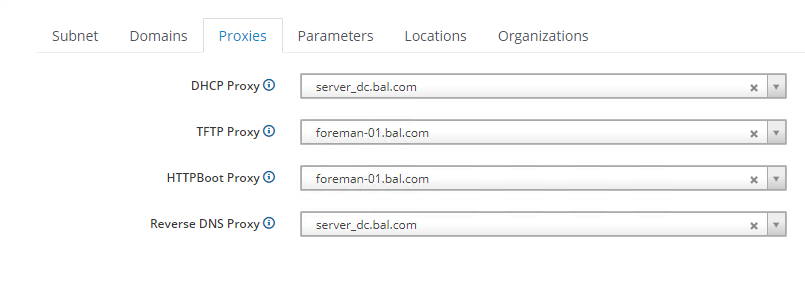 Subnet Domains Proxies Parameters Locations Organizations
DHCP Proxy server_dc.bal.com
TFTP Proxy foreman-01.bal.com
HTTPBoot Proxy foreman-01.bal.com
Reverse DNS Proxy server_dc.bal.com